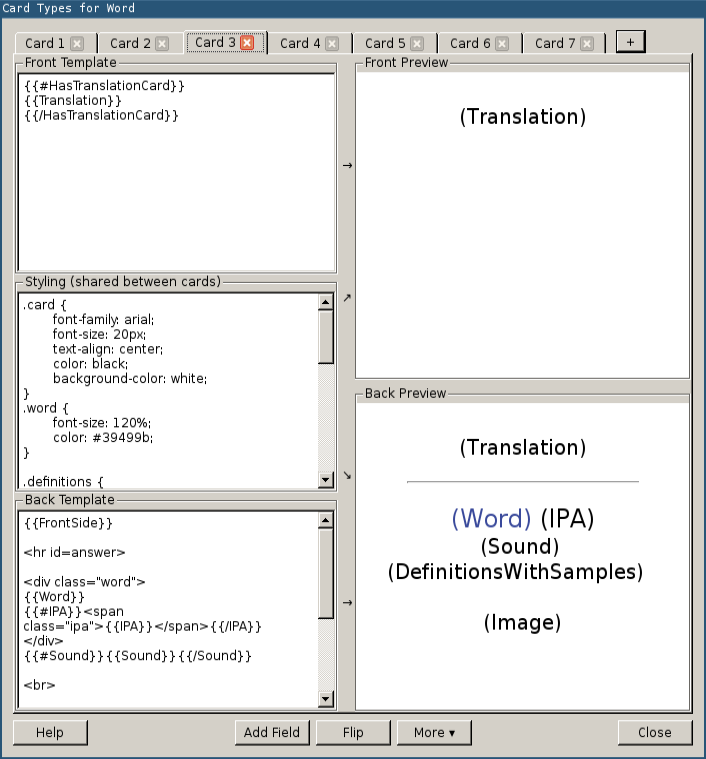 Card Types for Word
Card 1 Card 2 Card 3 Card 4 Card 5 Card 6 Card 7 +
Front Template
{{#HasTranslationCard}}
{{Translation}}
{{/HasTranslationCard}}
Styling (shared between cards)
.card {
font-family: arial;
font-size: 20px;
text-align: center;
color: black;
background-color: white;
}
.word {
font-size: 120%;
color: #39499b;
}
.definitions {
Back Template
{{FrontSide}}
<hr id=answer>
<div class="word">
{{Word}}
{{#IPA}}<span
class="ipa">{{IPA}}</span>{{/IPA}}
</div>
{{#Sound}}{{Sound}}{{/Sound}}
<br>
→
↗
↘
→
Front Preview
(Translation)
Back Preview
(Translation)
(Word) (IPA)
(Sound)
(DefinitionsWithSamples)
(Image)
Help Add Field Flip More ▾ Close